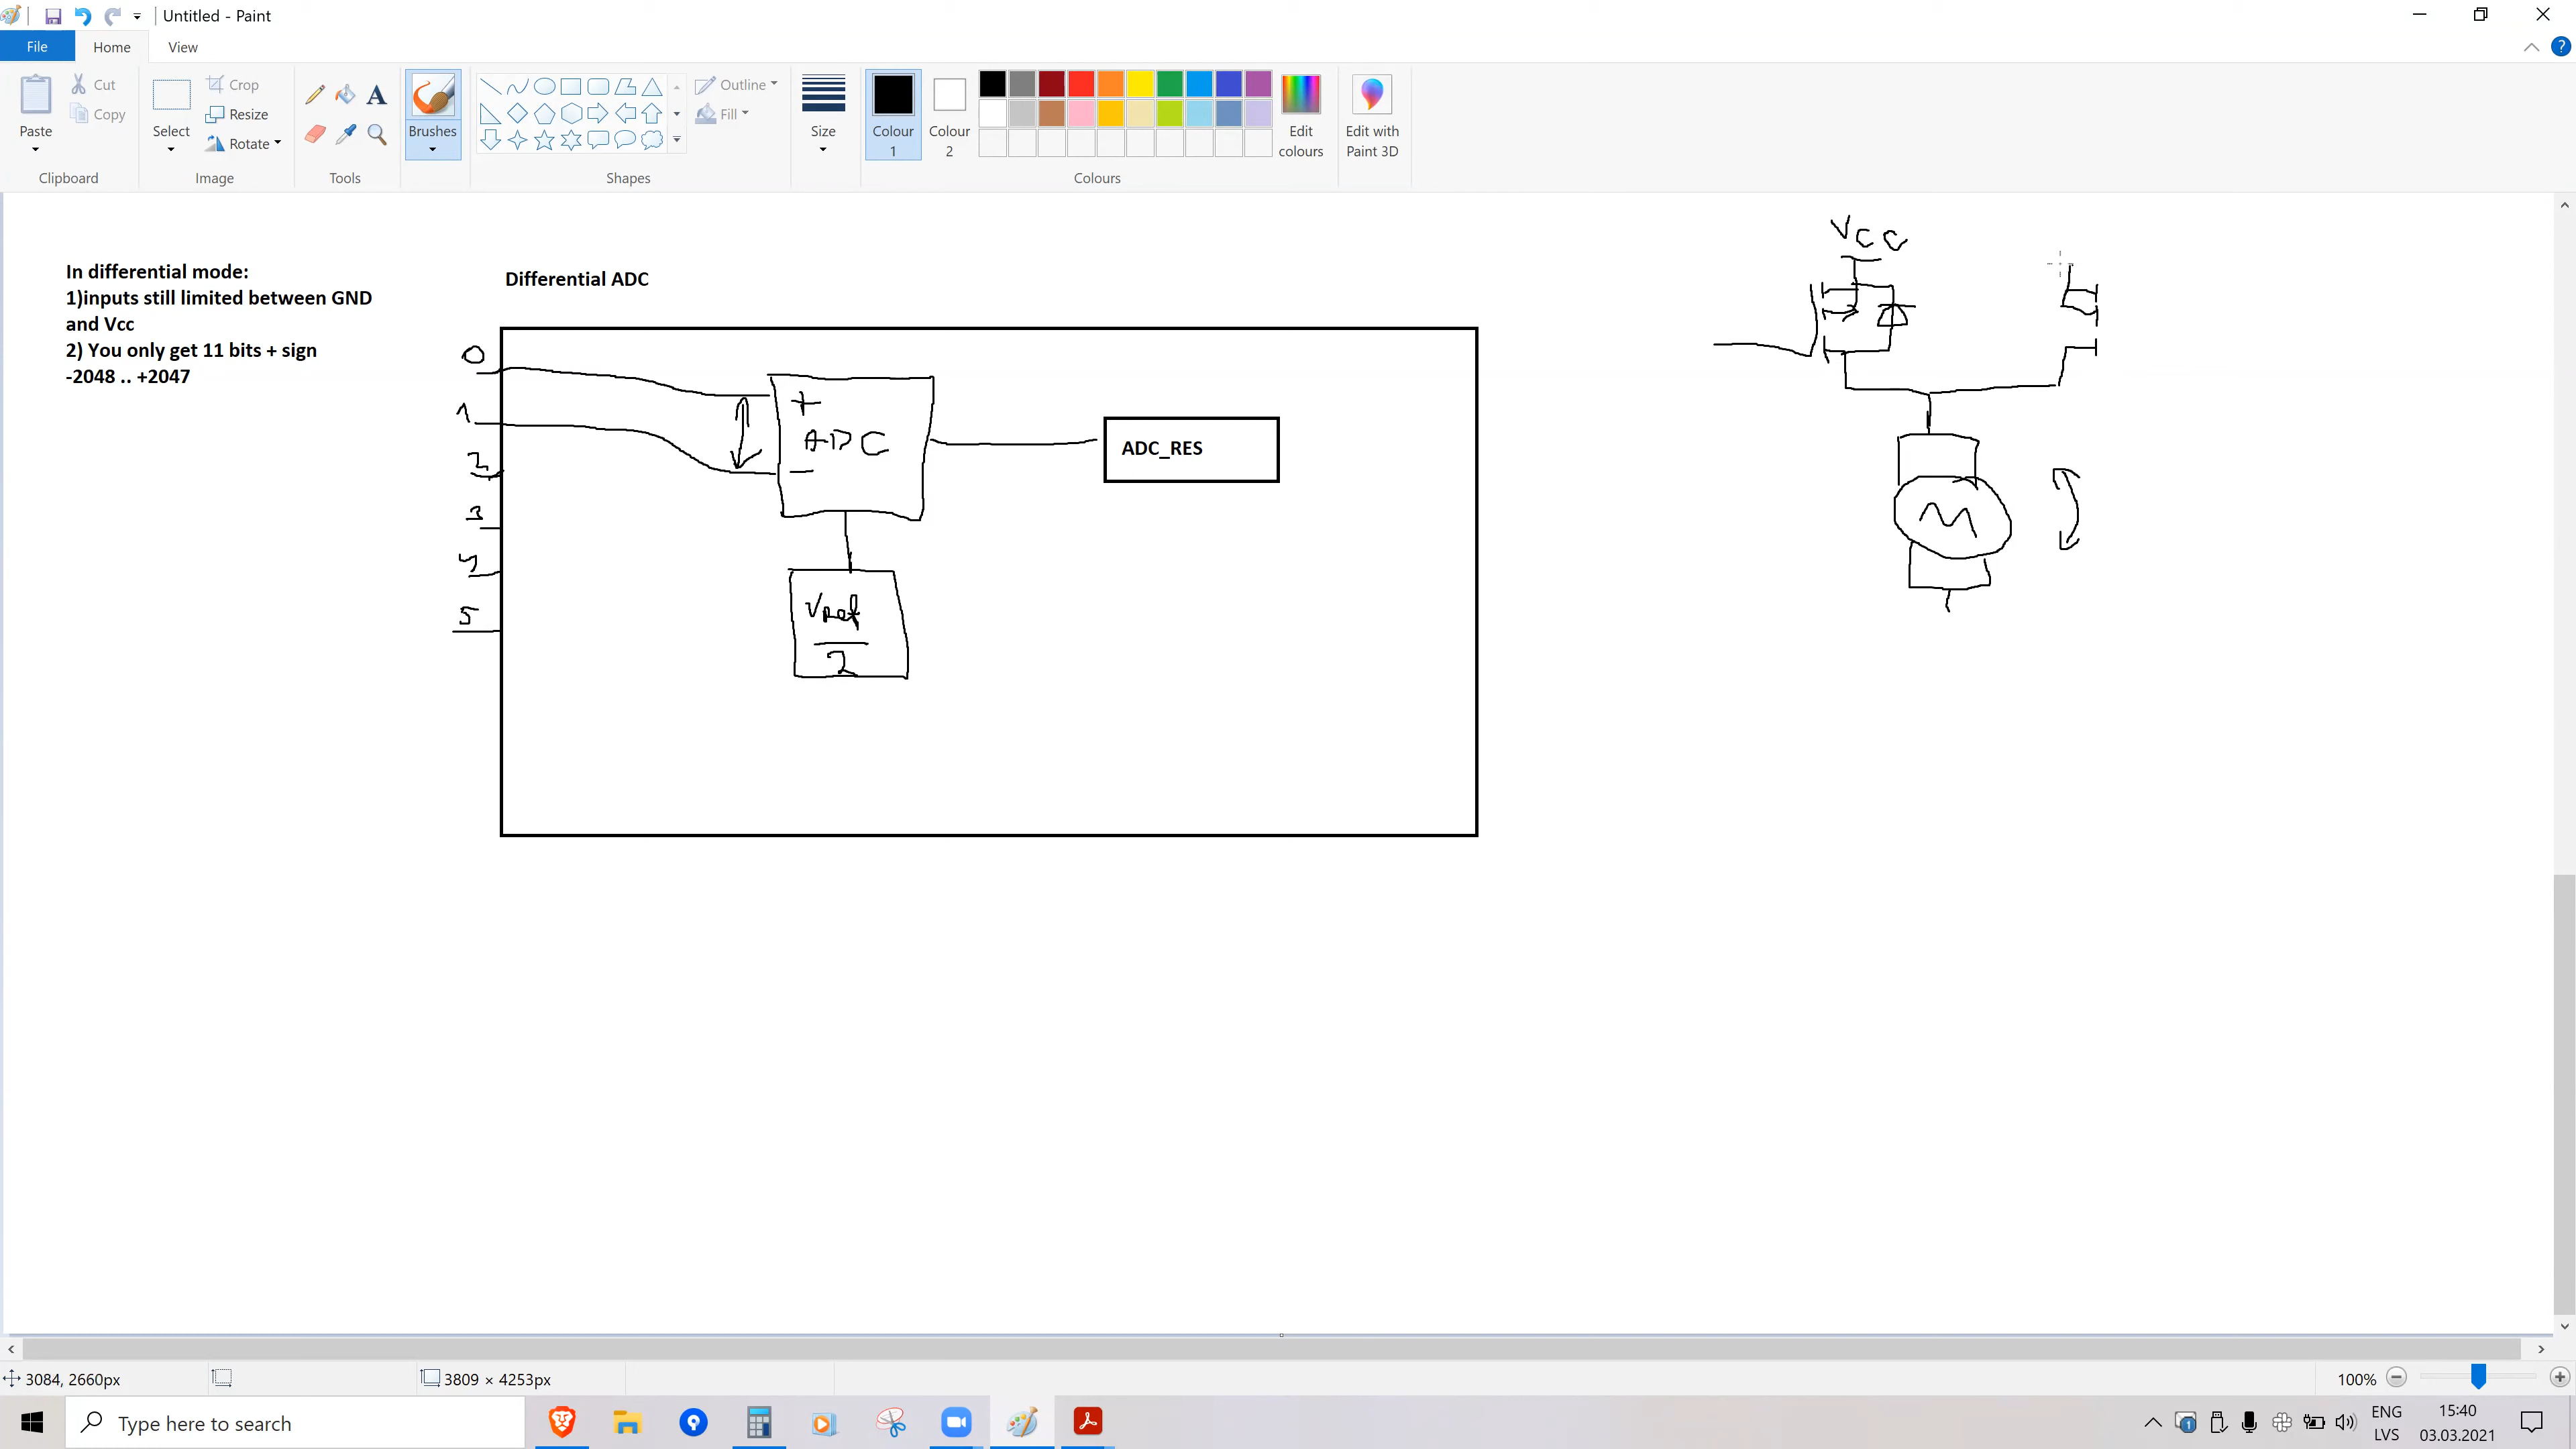 Untitled - Paint
File
Home
View
Paste
Cut
Copy
Clipboard
Select
Crop
Resize
Rotate
Image
Tools
Brushes
Shapes
Outline
Fill
Size
Colour
1
Colour
2
Edit
colours
Colours
Edit with
Paint 3D
In differential mode:
1)inputs still limited between GND
and Vcc
2) You only get 11 bits + sign
-2048 .. +2047
Differential ADC
0
1
2
3
4
5
+
ADC
−
Vref
2
ADC_RES
Vcc
M
3084, 2660px
3809 × 4253px
100%
Type here to search
1
ENG
LVS
15:40
03.03.2021